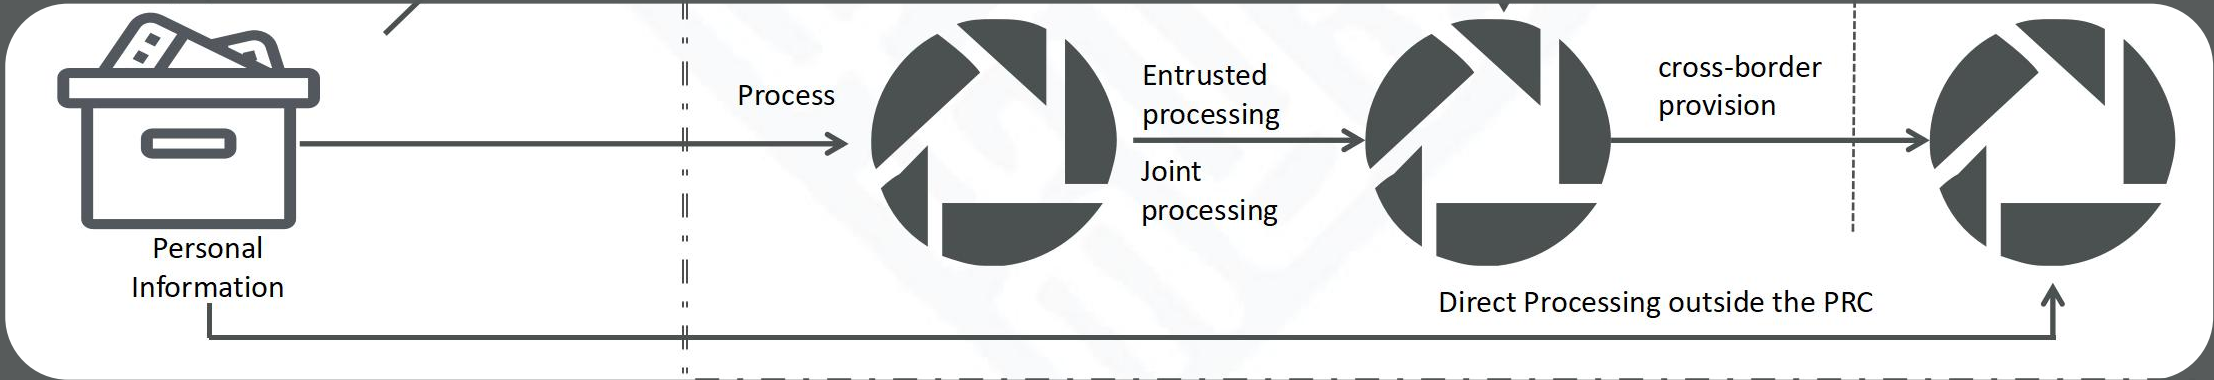 Process
Entrusted
processing
Joint
processing
cross-border
provision
Personal
Information
Direct Processing outside the PRC